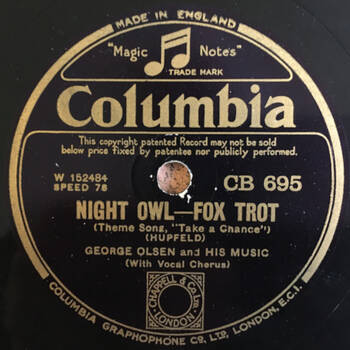 MADE IN ENGLAND
"Magic Notes"
TRADE MARK
Columbia
This copyright patented Record may not be sold
below price fixed by patentee nor publicly performed.
W 152484
SPEED 78
CB 695
NIGHT OWL—FOX TROT
(Theme Song, "Take a Chance")
(HUPFELD)
GEORGE OLSEN and HIS MUSIC
(With Vocal Chorus)
CHAPPELL & Co. Ltd.
LONDON
COLUMBIA GRAPHOPHONE Co. LTD. LONDON, E.C.1.